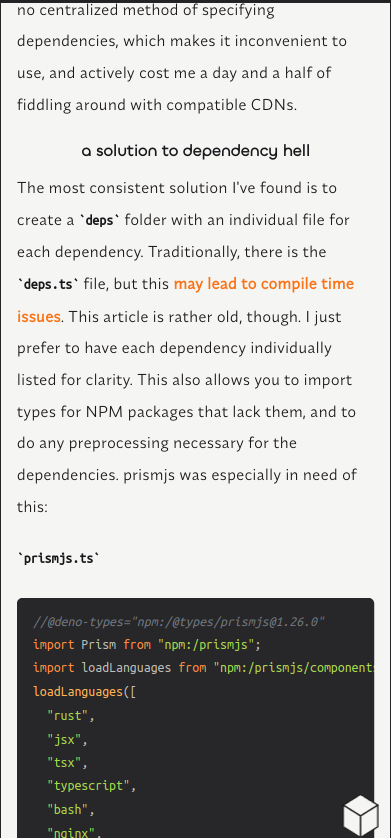 no centralized method of specifying
dependencies, which makes it inconvenient to
use, and actively cost me a day and a half of
fiddling around with compatible CDNs.
a solution to dependency hell
The most consistent solution I've found is to
create a `deps` folder with an individual file for
each dependency. Traditionally, there is the
`deps.ts` file, but this may lead to compile time
issues. This article is rather old, though. I just
prefer to have each dependency individually
listed for clarity. This also allows you to import
types for NPM packages that lack them, and to
do any preprocessing necessary for the
dependencies. prismjs was especially in need of
this:
`prismjs.ts`
//@deno-types="npm:/@types/prismjs@1.26.0"
import Prism from "npm:/prismjs";
import loadLanguages from "npm:/prismjs/component
loadLanguages([
"rust",
"jsx",
"tsx",
"typescript",
"bash",
"nginx",